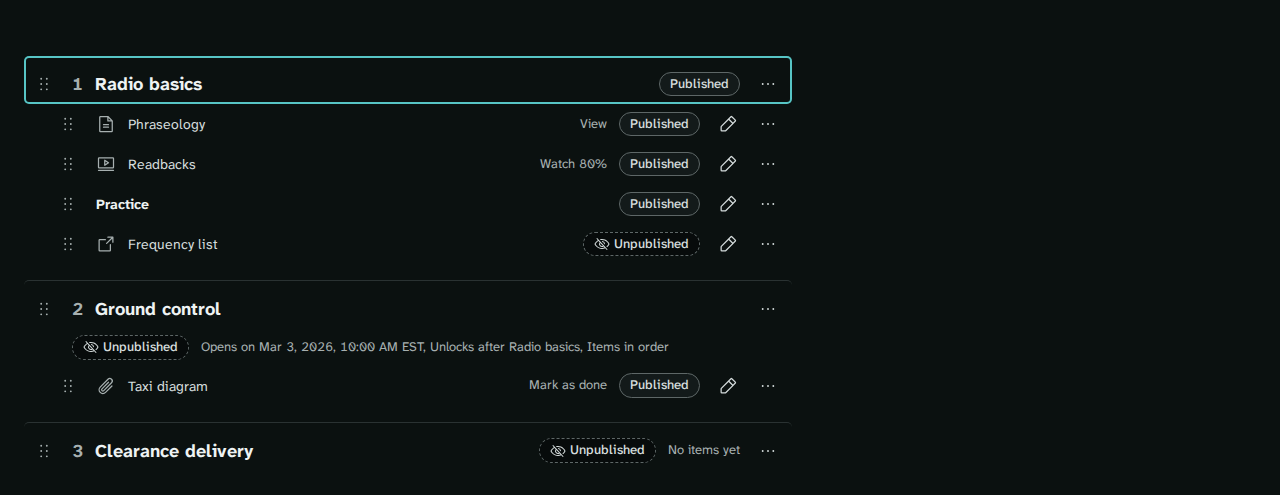 1 Radio basics Published ...
Phraseology View Published ...
Readbacks Watch 80% Published ...
Practice Published ...
Frequency list Unpublished ...
2 Ground control ...
Unpublished Opens on Mar 3, 2026, 10:00 AM EST, Unlocks after Radio basics, Items in order
Taxi diagram Mark as done Published ...
3 Clearance delivery Unpublished No items yet ...